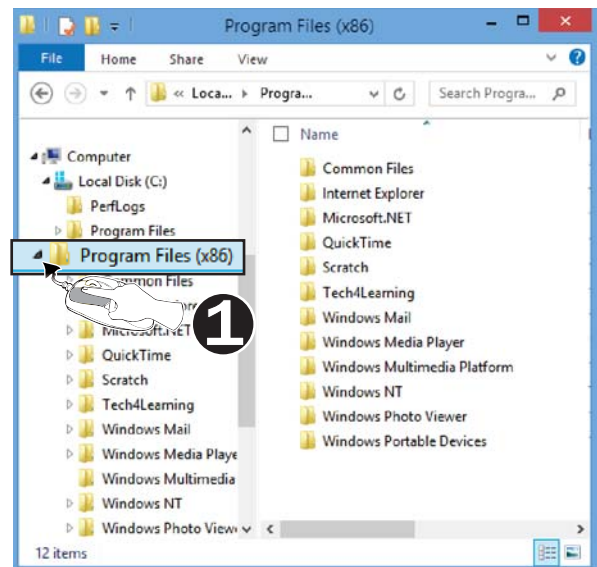 Program Files (x86)
File Home Share View
« Loca... Progra... Search Progra...
Computer
Local Disk (C:)
PerfLogs
Program Files
Program Files (x86)
Common Files
Microsoft.NET
QuickTime
Scratch
Tech4Learning
Windows Mail
Windows Media Playe
Windows Multimedia
Windows NT
Windows Photo View
1
Name
Common Files
Internet Explorer
Microsoft.NET
QuickTime
Scratch
Tech4Learning
Windows Mail
Windows Media Player
Windows Multimedia Platform
Windows NT
Windows Photo Viewer
Windows Portable Devices
12 items